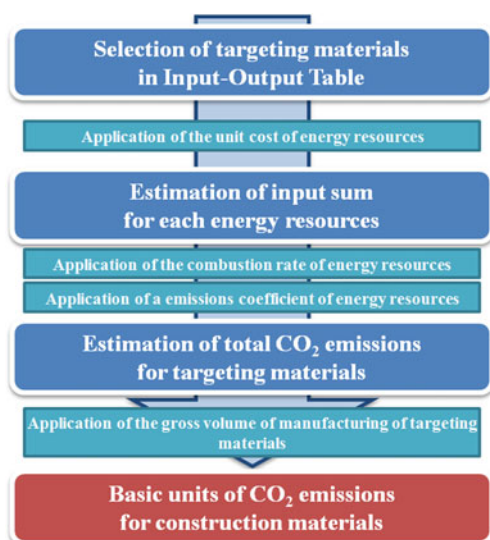 Selection of targeting materials
in Input-Output Table
Application of the unit cost of energy resources
Estimation of input sum
for each energy resources
Application of the combustion rate of energy resources
Application of a emissions coefficient of energy resources
Estimation of total CO₂ emissions
for targeting materials
Application of the gross volume of manufacturing of targeting
materials
Basic units of CO₂ emissions
for construction materials